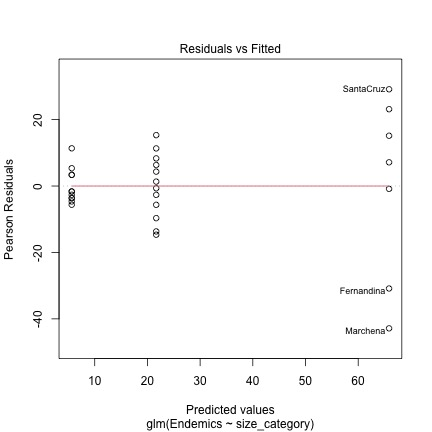 Residuals vs Fitted
Pearson Residuals
20
0
-20
-40
SantaCruz
Fernandina
Marchena
10 20 30 40 50 60
Predicted values
glm(Endemics ~ size_category)